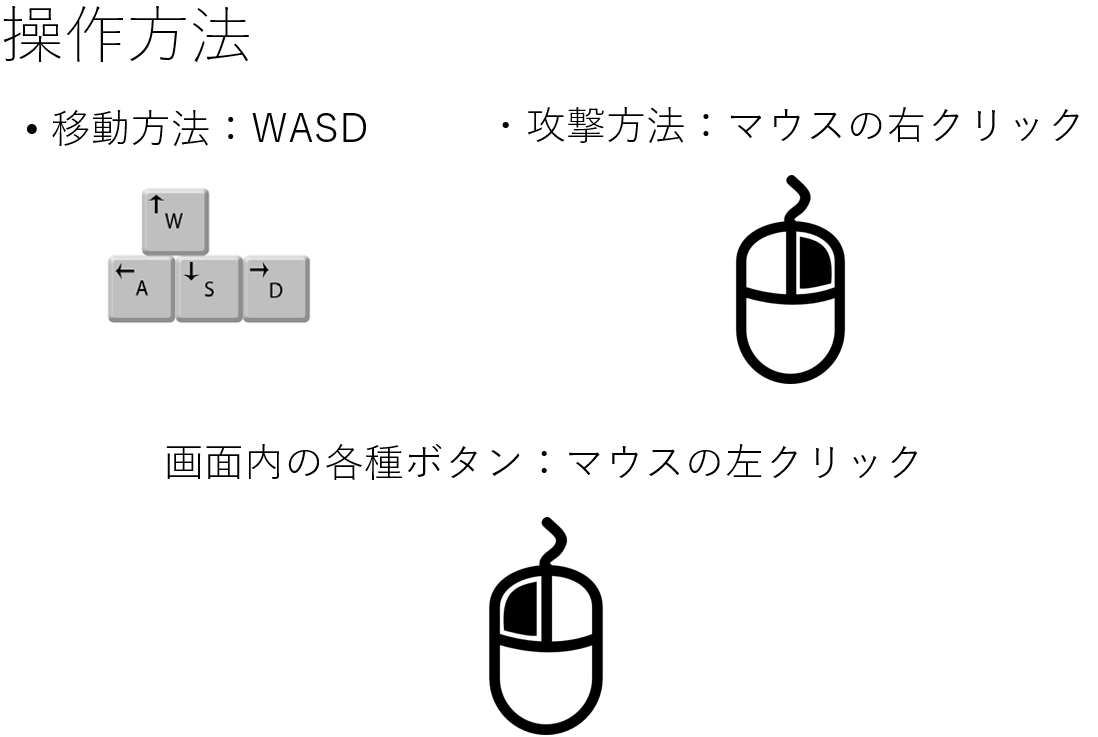 操作方法
• 移動方法：WASD
・攻撃方法：マウスの右クリック
↑W
←A ↓S →D
画面内の各種ボタン：マウスの左クリック